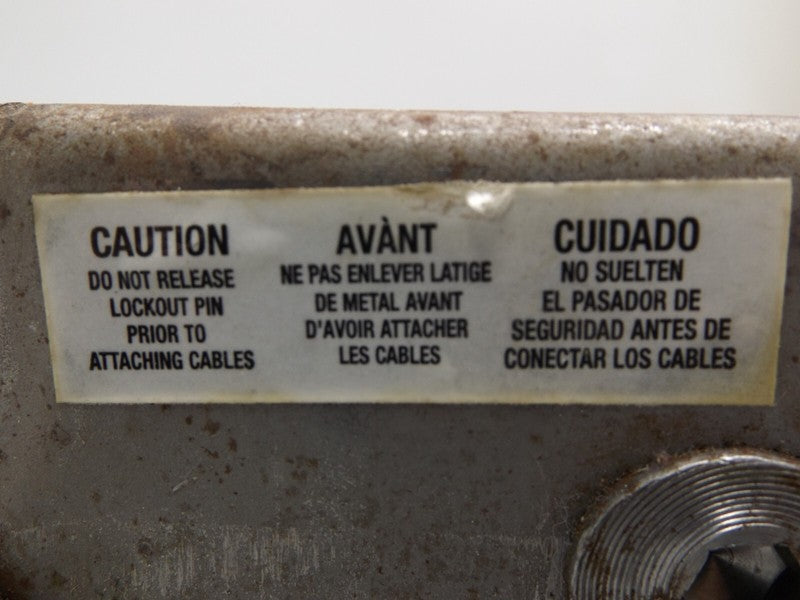 CAUTION
DO NOT RELEASE
LOCKOUT PIN
PRIOR TO
ATTACHING CABLES
AVÀNT
NE PAS ENLEVER LATIGE
DE METAL AVANT
D'AVOIR ATTACHER
LES CABLES
CUIDADO
NO SUELTEN
EL PASADOR DE
SEGURIDAD ANTES DE
CONECTAR LOS CABLES